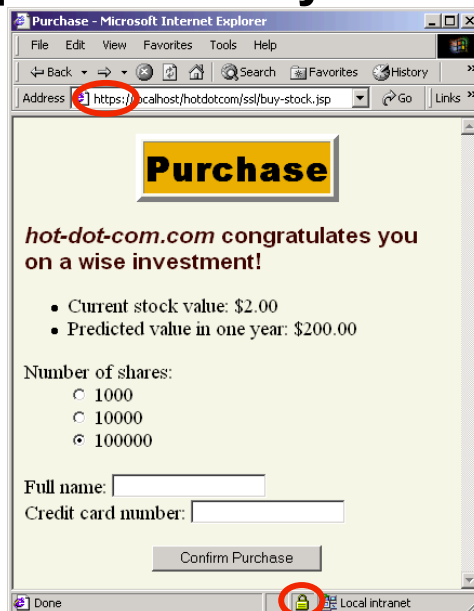 Purchase - Microsoft Internet Explorer
File Edit View Favorites Tools Help
Back Search Favorites History »
Address https://localhost/hotdotcom/ssl/buy-stock.jsp Go Links »
Purchase
hot-dot-com.com congratulates you
on a wise investment!
• Current stock value: $2.00
• Predicted value in one year: $200.00
Number of shares:
1000
10000
100000
Full name:
Credit card number:
Confirm Purchase
Done Local intranet